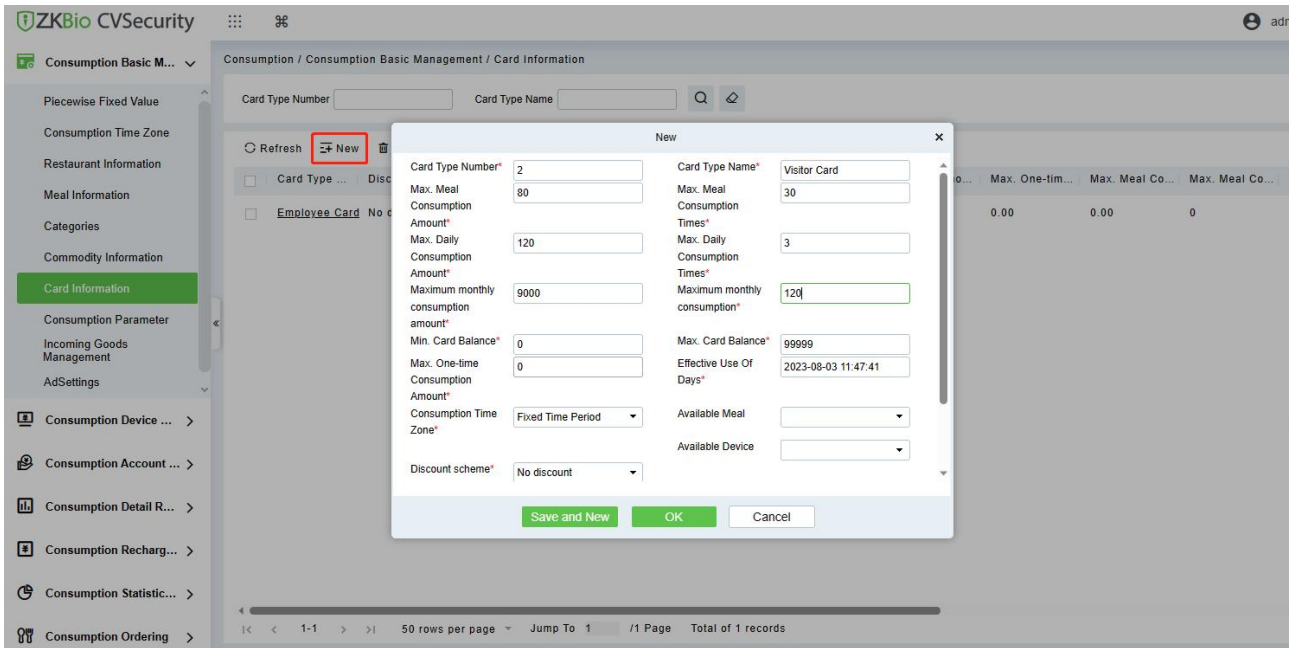 ZKBio CVSecurity
adr
Consumption Basic M...
Consumption / Consumption Basic Management / Card Information
Piecewise Fixed Value
Card Type Number
Card Type Name
Consumption Time Zone
New
×
Refresh
New
Restaurant Information
Card Type Number* 2
Card Type Name* Visitor Card
Card Type ...
Disc
o...
Max. One-tim...
Max. Meal Co...
Max. Meal Co...
Meal Information
Max. Meal
Consumption
Amount*
80
Max. Meal
Consumption
Times*
30
Employee Card
No d
0.00
0.00
0
Categories
Max. Daily
Consumption
Amount*
120
Max. Daily
Consumption
Times*
3
Commodity Information
Card Information
Maximum monthly
consumption
amount*
9000
Maximum monthly
consumption*
120
Consumption Parameter
Incoming Goods
Management
Min. Card Balance* 0
Max. Card Balance* 99999
Max. One-time
Consumption
Amount*
0
Effective Use Of
Days*
2023-08-03 11:47:41
AdSettings
Consumption Time
Zone*
Fixed Time Period
Available Meal
Consumption Device ...
Available Device
Consumption Account ...
Discount scheme* No discount
Consumption Detail R...
Save and New
OK
Cancel
Consumption Recharg...
Consumption Statistic...
Consumption Ordering
1-1
50 rows per page
Jump To 1 /1 Page
Total of 1 records